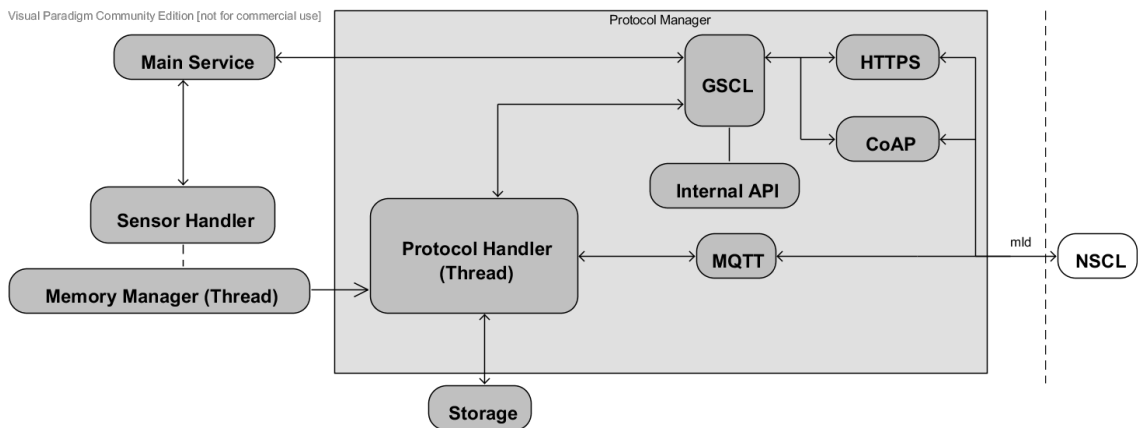 Visual Paradigm Community Edition [not for commercial use]
Protocol Manager
Main Service
GSCL
HTTPS
CoAP
Internal API
Sensor Handler
Protocol Handler
(Thread)
MQTT
mId
NSCL
Memory Manager (Thread)
Storage